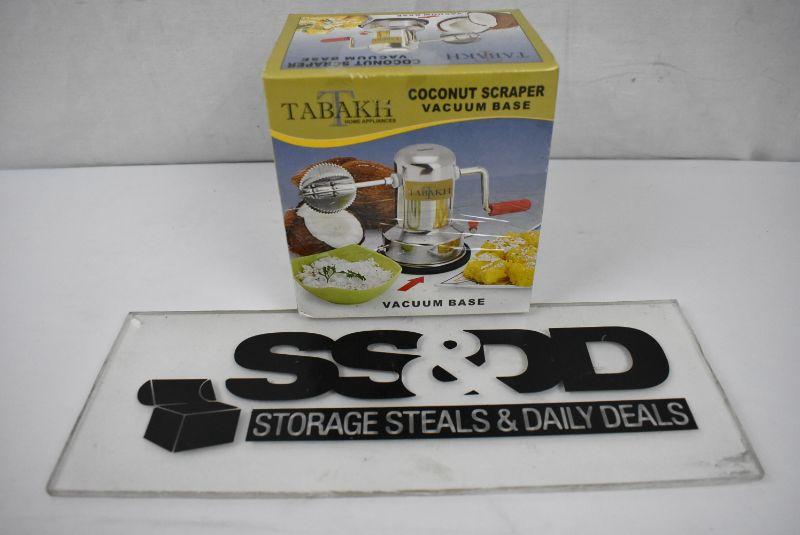 COCONUT SCRAPER
VACUUM BASE
TABAKH
TABAKH
HOME APPLIANCES
COCONUT SCRAPER
VACUUM BASE
TABAKH
VACUUM BASE
SS&DD
STORAGE STEALS & DAILY DEALS